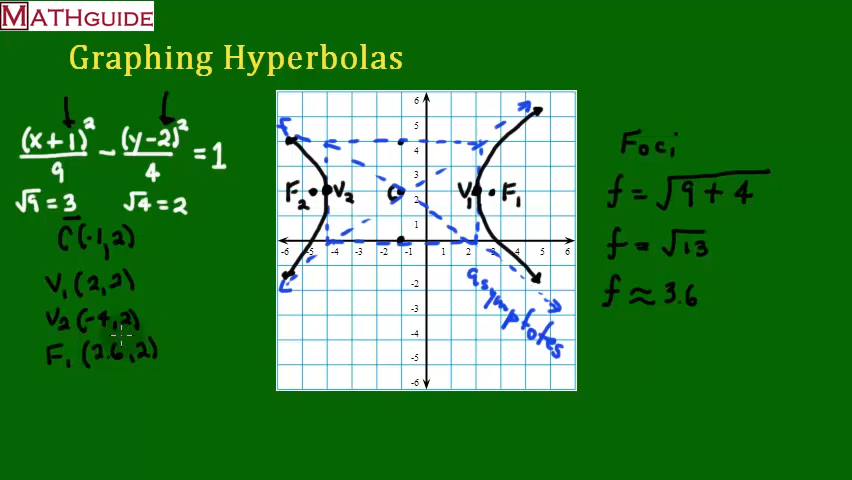 MATHGUIDE
Graphing Hyperbolas
(x+1)²/9 − (y−2)²/4 = 1
√9 = 3 √4 = 2
C(-1,2)
V₁(2,2)
V₂(-4,2)
F₁(2.6,2)
6
5
4
3
2
1
F₂ V₂ C V₁ F₁
-6 -5 -4 -3 -2 -1 1 2 3 4 5 6
-2
-3
-4
-5
-6
asymptotes
Foci
f = √9+4
f = √13
f ≈ 3.6